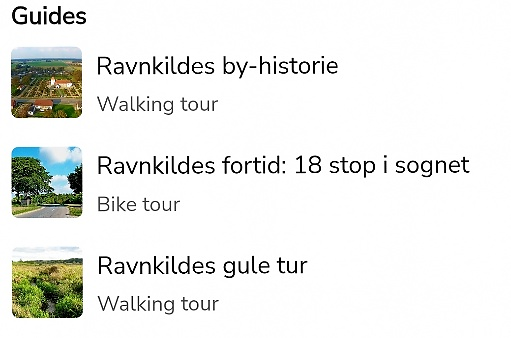 Guides
Ravnkildes by-historie
Walking tour
Ravnkildes fortid: 18 stop i sognet
Bike tour
Ravnkildes gule tur
Walking tour